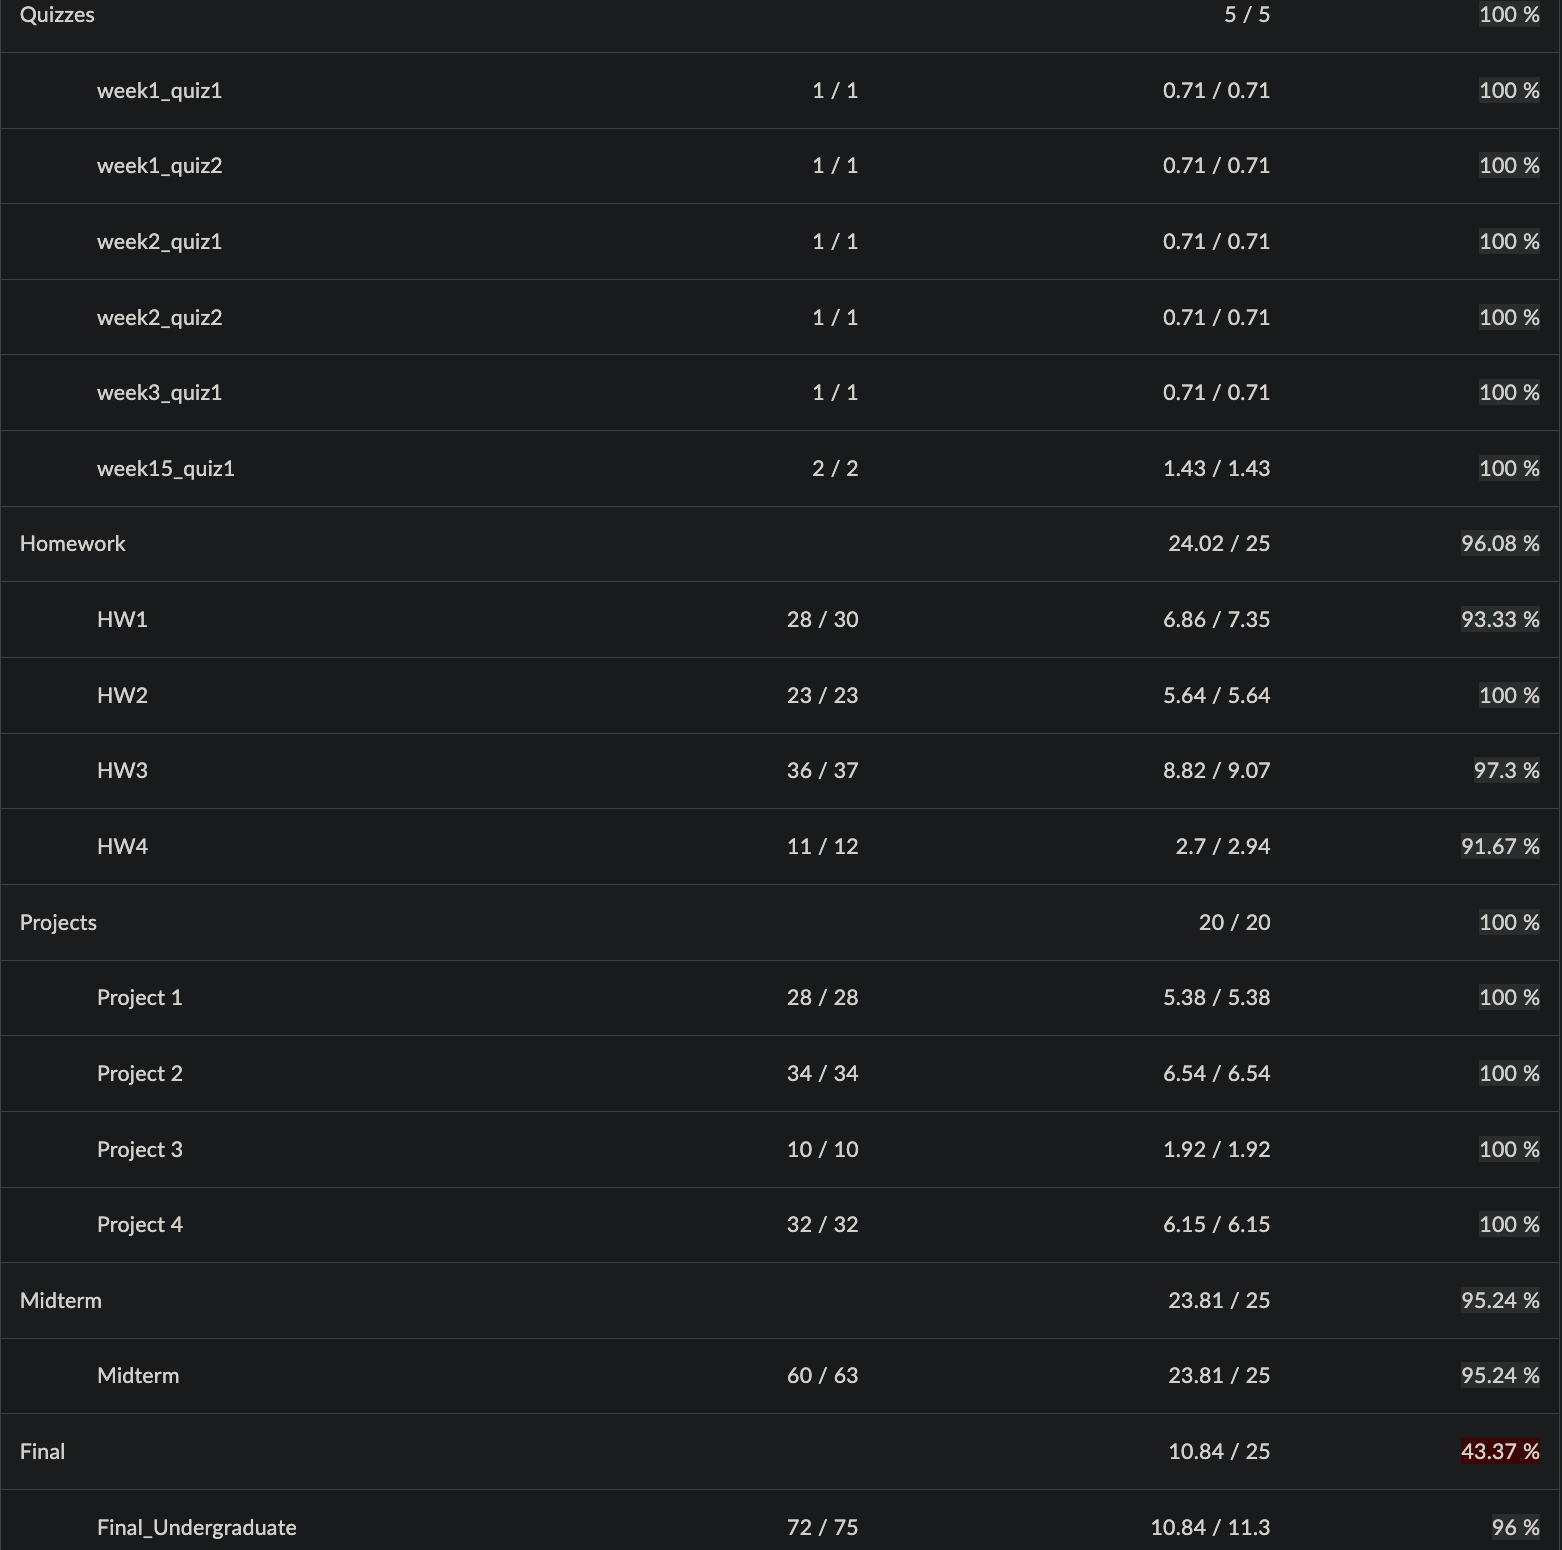 Quizzes 5 / 5 100 %
week1_quiz1 1 / 1 0.71 / 0.71 100 %
week1_quiz2 1 / 1 0.71 / 0.71 100 %
week2_quiz1 1 / 1 0.71 / 0.71 100 %
week2_quiz2 1 / 1 0.71 / 0.71 100 %
week3_quiz1 1 / 1 0.71 / 0.71 100 %
week15_quiz1 2 / 2 1.43 / 1.43 100 %
Homework 24.02 / 25 96.08 %
HW1 28 / 30 6.86 / 7.35 93.33 %
HW2 23 / 23 5.64 / 5.64 100 %
HW3 36 / 37 8.82 / 9.07 97.3 %
HW4 11 / 12 2.7 / 2.94 91.67 %
Projects 20 / 20 100 %
Project 1 28 / 28 5.38 / 5.38 100 %
Project 2 34 / 34 6.54 / 6.54 100 %
Project 3 10 / 10 1.92 / 1.92 100 %
Project 4 32 / 32 6.15 / 6.15 100 %
Midterm 23.81 / 25 95.24 %
Midterm 60 / 63 23.81 / 25 95.24 %
Final 10.84 / 25 43.37 %
Final_Undergraduate 72 / 75 10.84 / 11.3 96 %